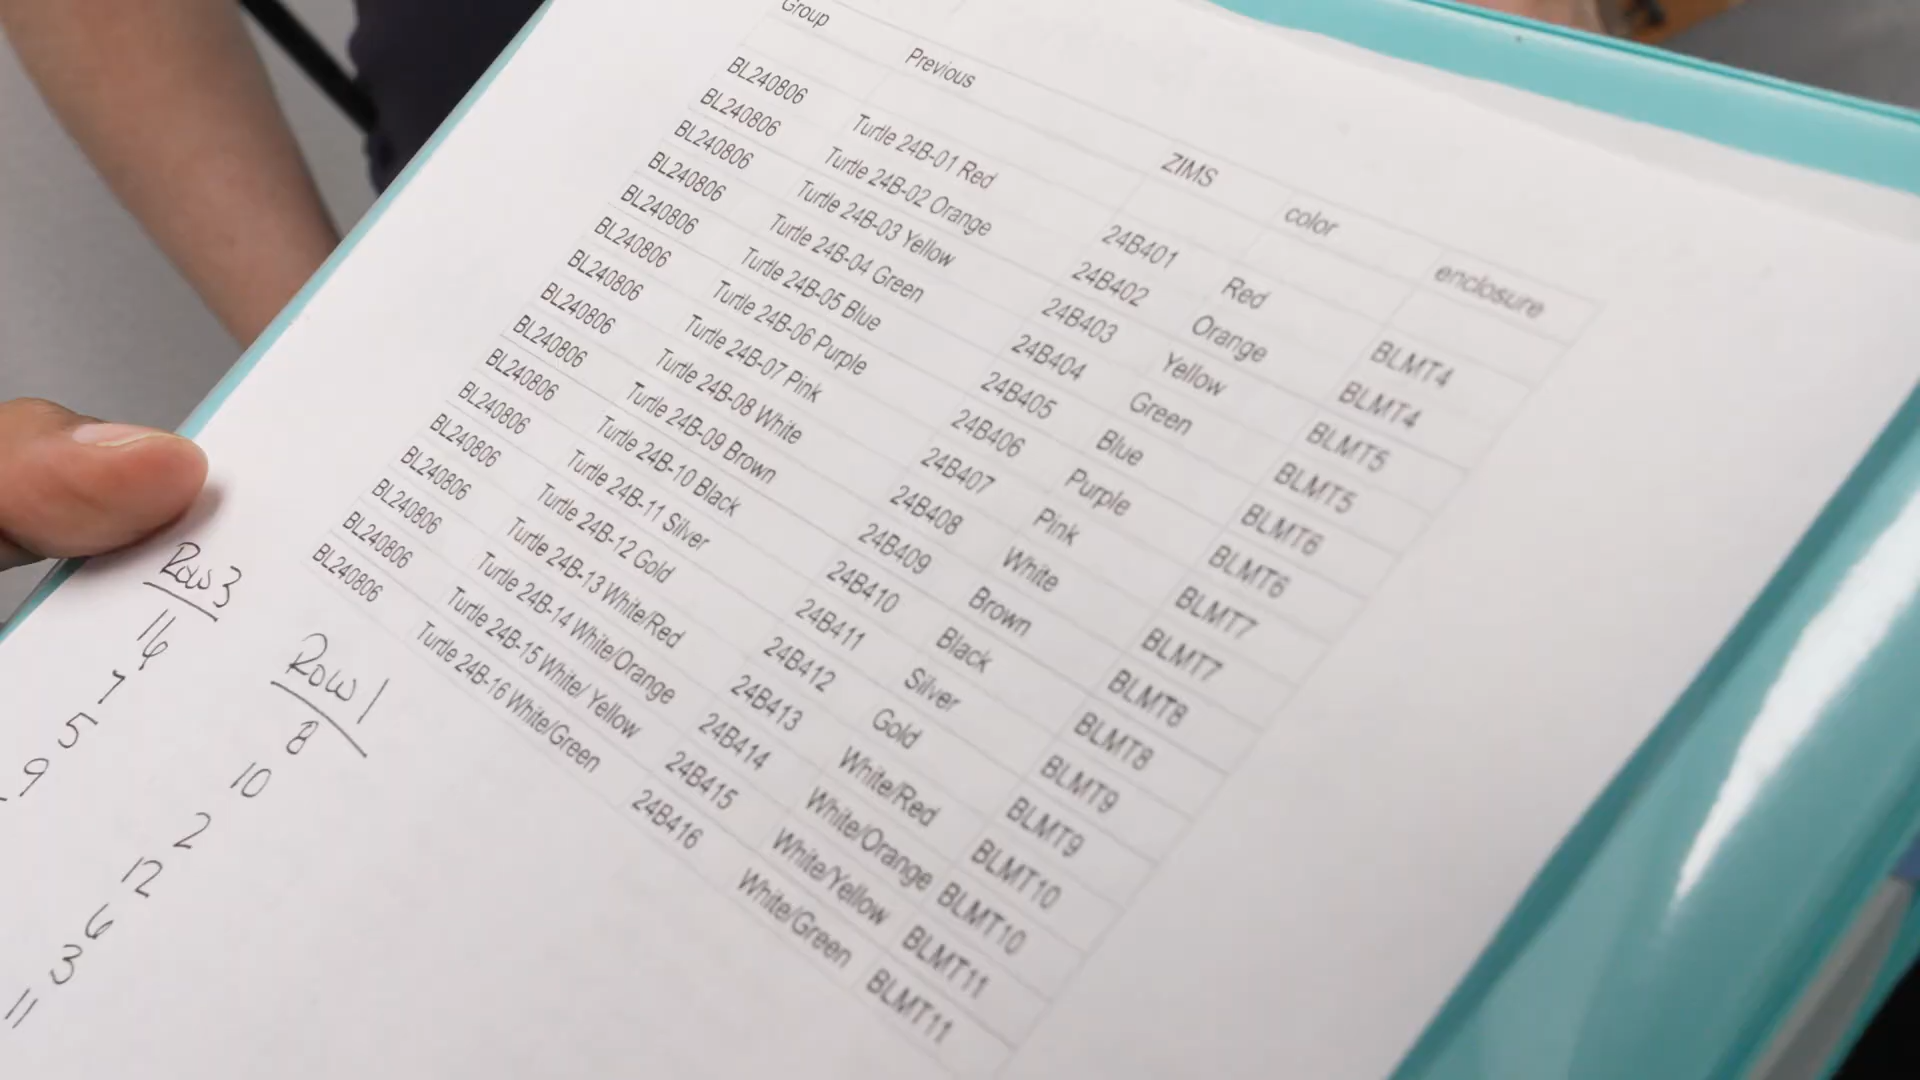 Group Previous ZIMS color enclosure
BL240806 Turtle 24B-01 Red 24B401 Red BLMT4
BL240806 Turtle 24B-02 Orange 24B402 Orange BLMT4
BL240806 Turtle 24B-03 Yellow 24B403 Yellow BLMT5
BL240806 Turtle 24B-04 Green 24B404 Green BLMT5
BL240806 Turtle 24B-05 Blue 24B405 Blue BLMT6
BL240806 Turtle 24B-06 Purple 24B406 Purple BLMT6
BL240806 Turtle 24B-07 Pink 24B407 Pink BLMT7
BL240806 Turtle 24B-08 White 24B408 White BLMT7
BL240806 Turtle 24B-09 Brown 24B409 Brown BLMT8
BL240806 Turtle 24B-10 Black 24B410 Black BLMT8
BL240806 Turtle 24B-11 Silver 24B411 Silver BLMT9
BL240806 Turtle 24B-12 Gold 24B412 Gold BLMT9
BL240806 Turtle 24B-13 White/Red 24B413 White/Red BLMT10
BL240806 Turtle 24B-14 White/Orange 24B414 White/Orange BLMT10
BL240806 Turtle 24B-15 White/ Yellow 24B415 White/Yellow BLMT11
BL240806 Turtle 24B-16 White/Green 24B416 White/Green BLMT11
Row 3
16
7
5
9
Row 1
8
10
2
12
6
3
11